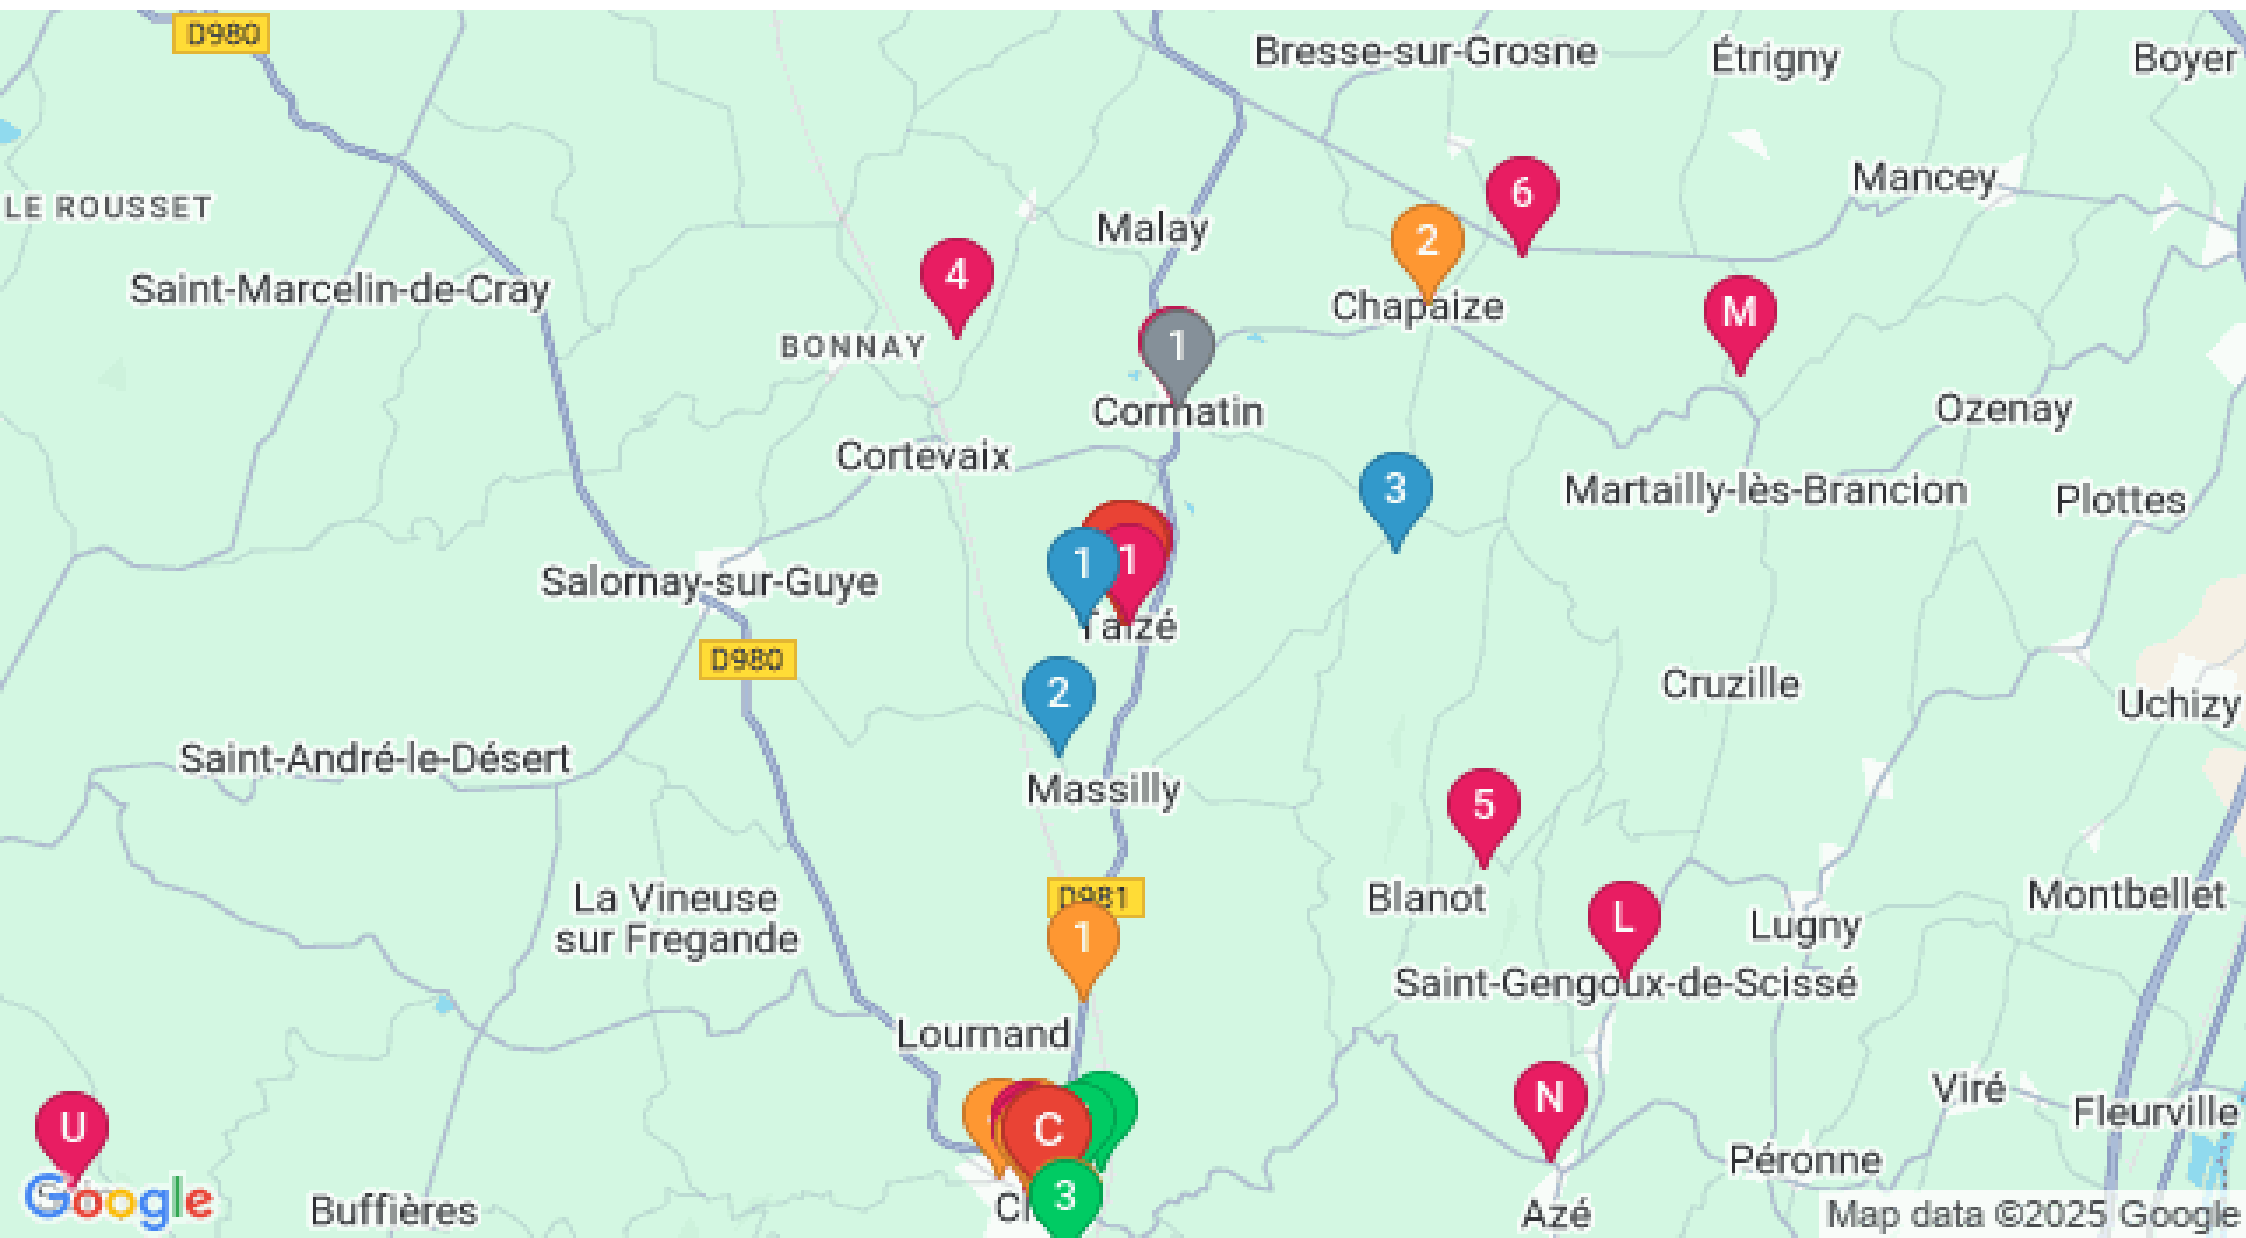 D980
Bresse-sur-Grosne
Étrigny
Boyer
Mancey
LE ROUSSET
6
Malay
2
4
Saint-Marcelin-de-Cray
Chapaize
M
BONNAY
1
Cormatin
Ozenay
Cortevaix
3
Martailly-lès-Brancion
Plottes
1
1
Salornay-sur-Guye
Taizé
D980
2
Cruzille
Uchizy
Saint-André-le-Désert
Massilly
5
La Vineuse
sur Fregande
D981
Blanot
Montbellet
L
Lugny
1
Saint-Gengoux-de-Scissé
Lournand
Viré
N
Fleurville
U
C
Péronne
3
Google
Buffières
Azé
Map data ©2025 Google